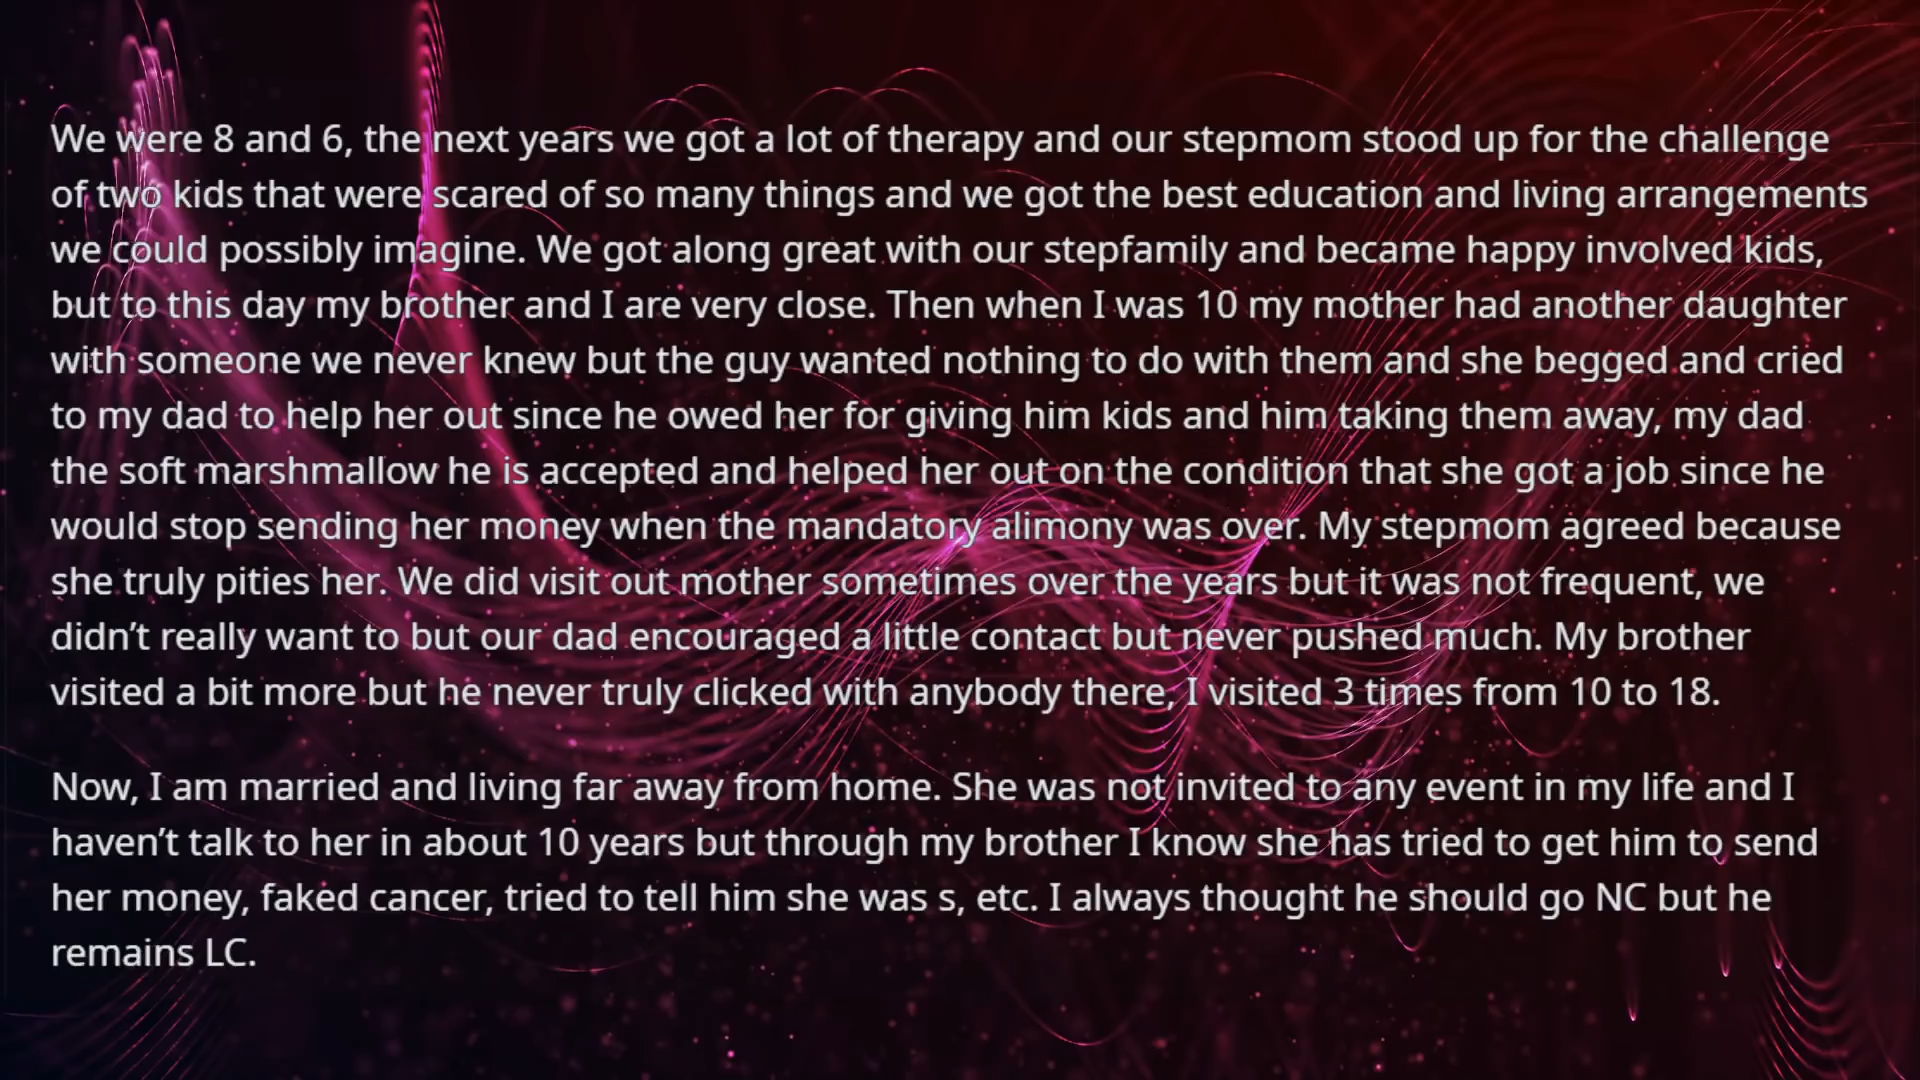 We were 8 and 6, the next years we got a lot of therapy and our stepmom stood up for the challenge
of two kids that were scared of so many things and we got the best education and living arrangements
we could possibly imagine. We got along great with our stepfamily and became happy involved kids,
but to this day my brother and I are very close. Then when I was 10 my mother had another daughter
with someone we never knew but the guy wanted nothing to do with them and she begged and cried
to my dad to help her out since he owed her for giving him kids and him taking them away, my dad
the soft marshmallow he is accepted and helped her out on the condition that she got a job since he
would stop sending her money when the mandatory alimony was over. My stepmom agreed because
she truly pities her. We did visit out mother sometimes over the years but it was not frequent, we
didn’t really want to but our dad encouraged a little contact but never pushed much. My brother
visited a bit more but he never truly clicked with anybody there, I visited 3 times from 10 to 18.
Now, I am married and living far away from home. She was not invited to any event in my life and I
haven’t talk to her in about 10 years but through my brother I know she has tried to get him to send
her money, faked cancer, tried to tell him she was s, etc. I always thought he should go NC but he
remains LC.